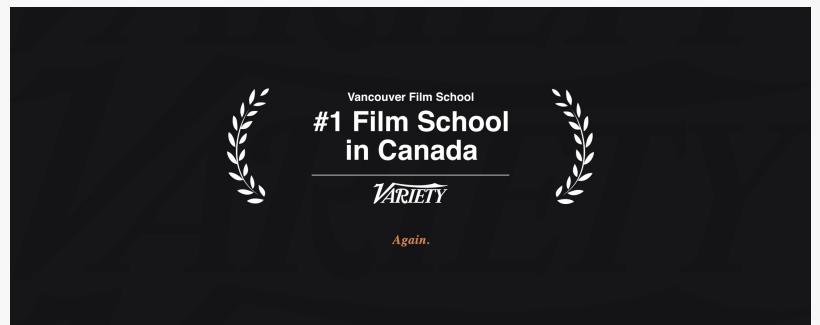 Vancouver Film School
#1 Film School
in Canada
VARIETY
Again.